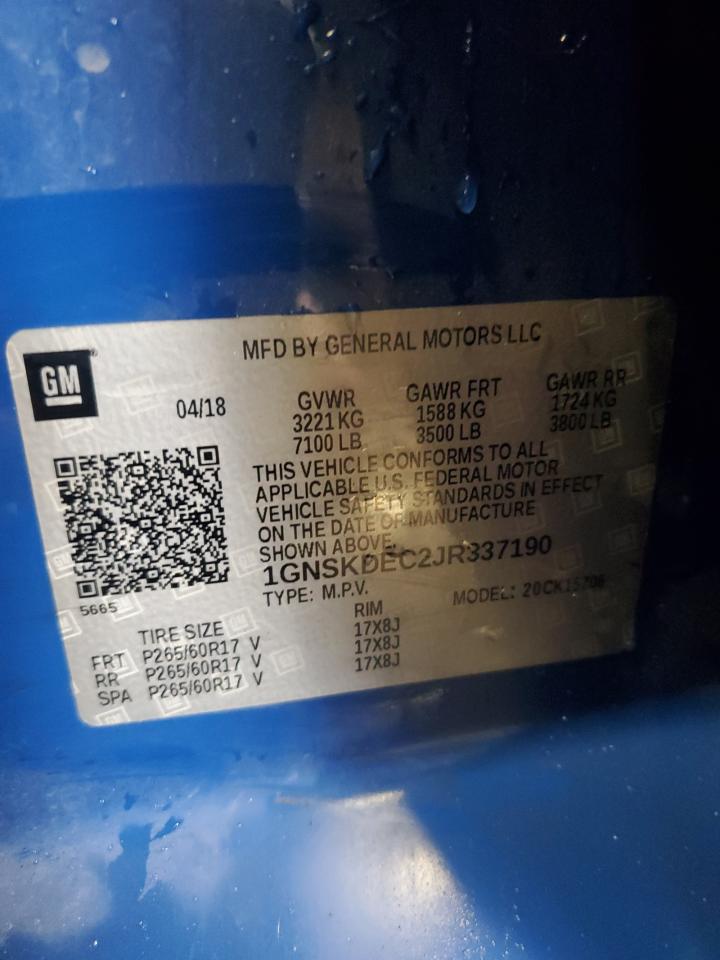 MFD BY GENERAL MOTORS LLC
GM
04/18
GVWR GAWR FRT GAWR RR
3221 KG 1588 KG 1724 KG
7100 LB 3500 LB 3800 LB
THIS VEHICLE CONFORMS TO ALL
APPLICABLE U.S. FEDERAL MOTOR
VEHICLE SAFETY STANDARDS IN EFFECT
ON THE DATE OF MANUFACTURE
SHOWN ABOVE.
1GNSKDEC2JR337190
TYPE: M.P.V. MODEL: 20CK15706
5665
TIRE SIZE RIM
FRT P265/60R17 V 17X8J
RR P265/60R17 V 17X8J
SPA P265/60R17 V 17X8J